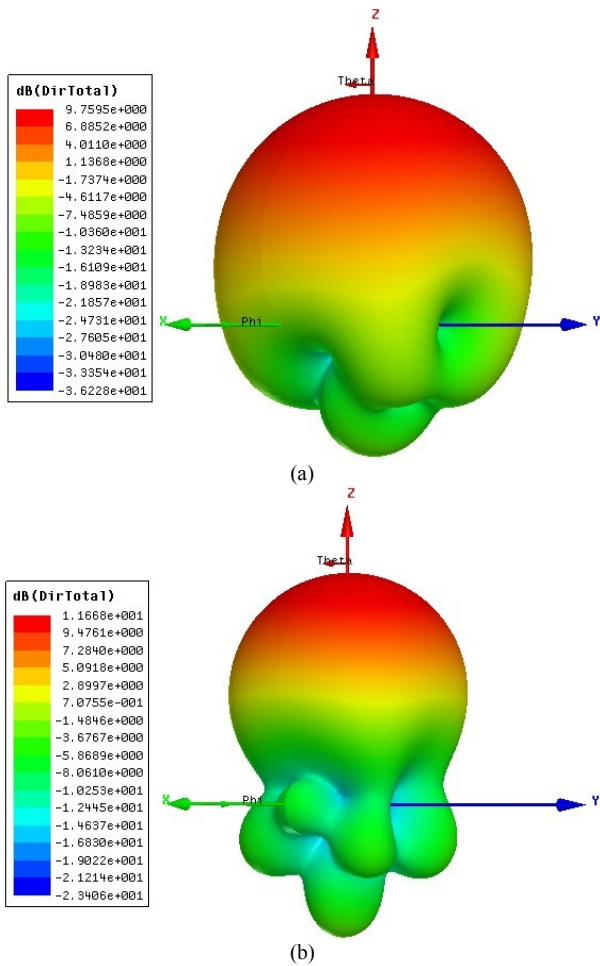 Z
Theta
dB(DirTotal)
9.7595e+000
6.8852e+000
4.0110e+000
1.1368e+000
-1.7374e+000
-4.6117e+000
-7.4859e+000
-1.0360e+001
-1.3234e+001
-1.6109e+001
-1.8983e+001
-2.1857e+001
-2.4731e+001
-2.7605e+001
-3.0480e+001
-3.3354e+001
-3.6228e+001
X
Phi
Y
(a)
Z
Theta
dB(DirTotal)
1.1668e+001
9.4761e+000
7.2840e+000
5.0918e+000
2.8997e+000
7.0755e-001
-1.4846e+000
-3.6767e+000
-5.8689e+000
-8.0610e+000
-1.0253e+001
-1.2445e+001
-1.4637e+001
-1.6830e+001
-1.9022e+001
-2.1214e+001
-2.3406e+001
X
Phi
Y
(b)